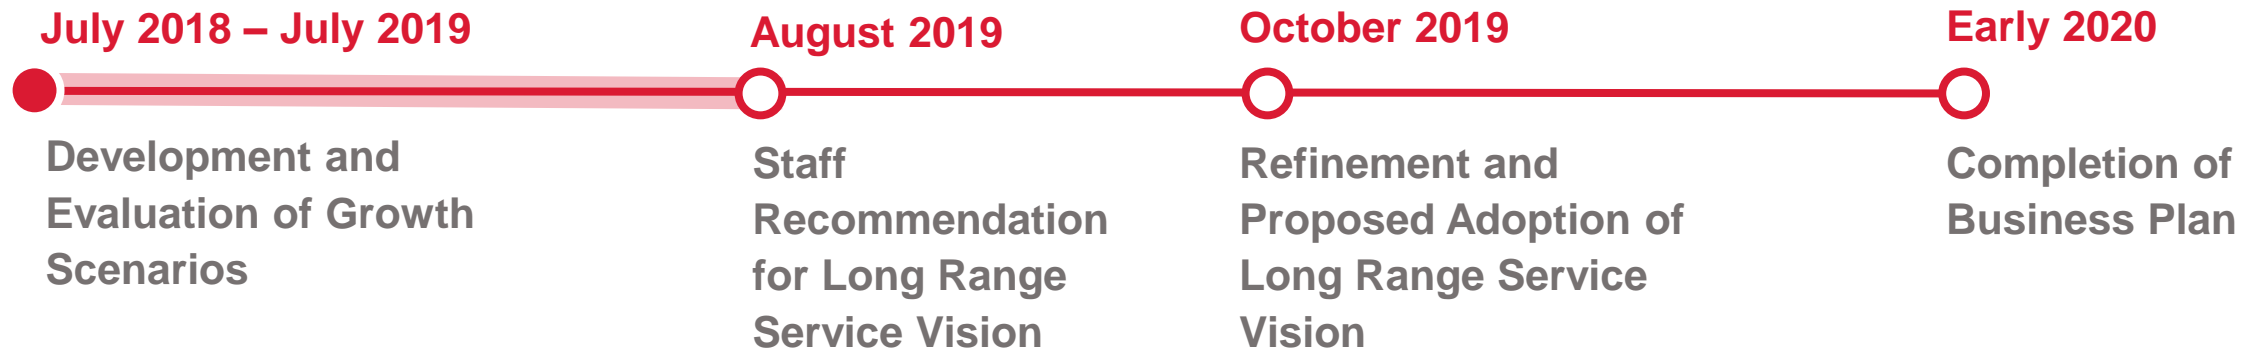 July 2018 – July 2019
Development and
Evaluation of Growth
Scenarios
August 2019
Staff
Recommendation
for Long Range
Service Vision
October 2019
Refinement and
Proposed Adoption of
Long Range Service
Vision
Early 2020
Completion of
Business Plan